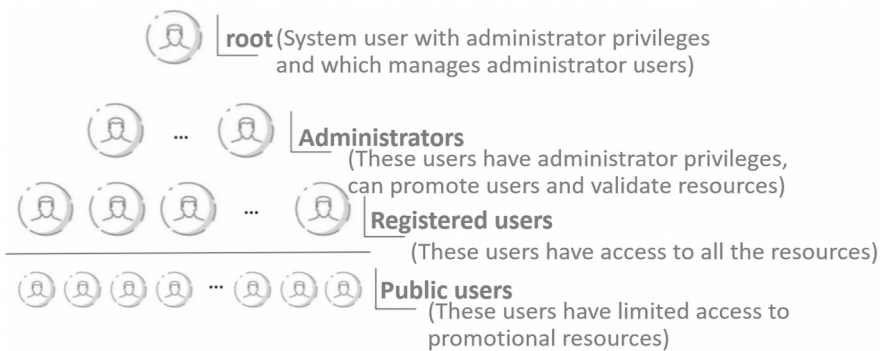 root (System user with administrator privileges
and which manages administrator users)
...
Administrators
(These users have administrator privileges,
can promote users and validate resources)
...
Registered users
(These users have access to all the resources)
...
Public users
(These users have limited access to
promotional resources)